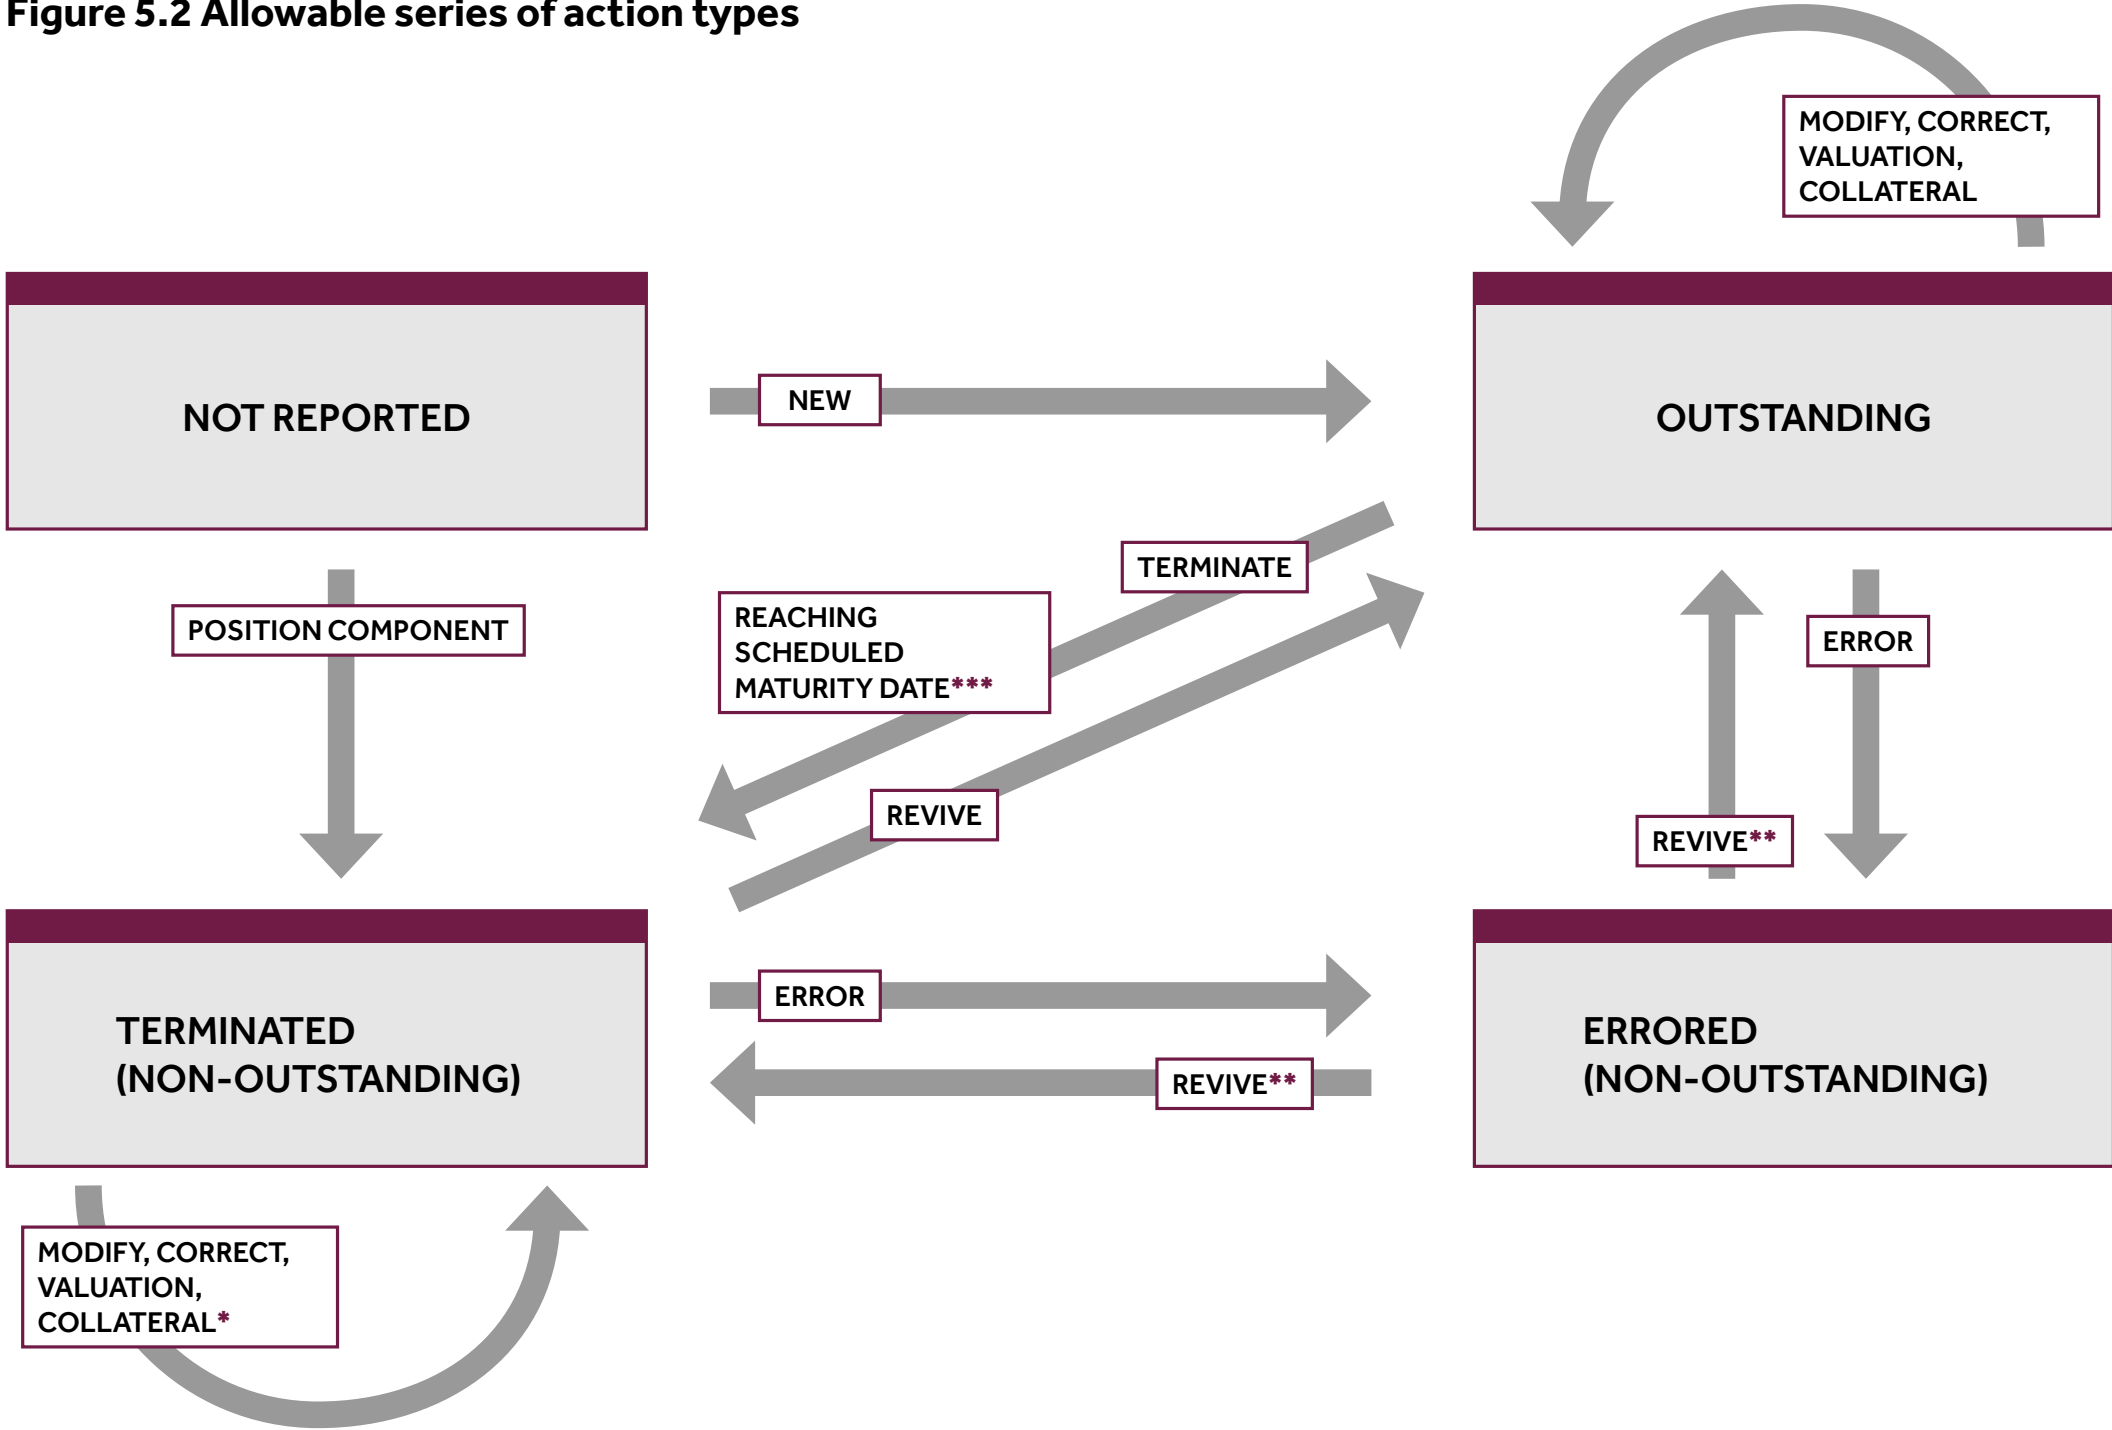 Figure 5.2 Allowable series of action types
MODIFY, CORRECT,
VALUATION,
COLLATERAL
NOT REPORTED
NEW
OUTSTANDING
TERMINATE
REACHING
SCHEDULED
MATURITY DATE***
POSITION COMPONENT
ERROR
REVIVE
REVIVE**
TERMINATED
(NON-OUTSTANDING)
ERROR
REVIVE**
ERRORED
(NON-OUTSTANDING)
MODIFY, CORRECT,
VALUATION,
COLLATERAL*